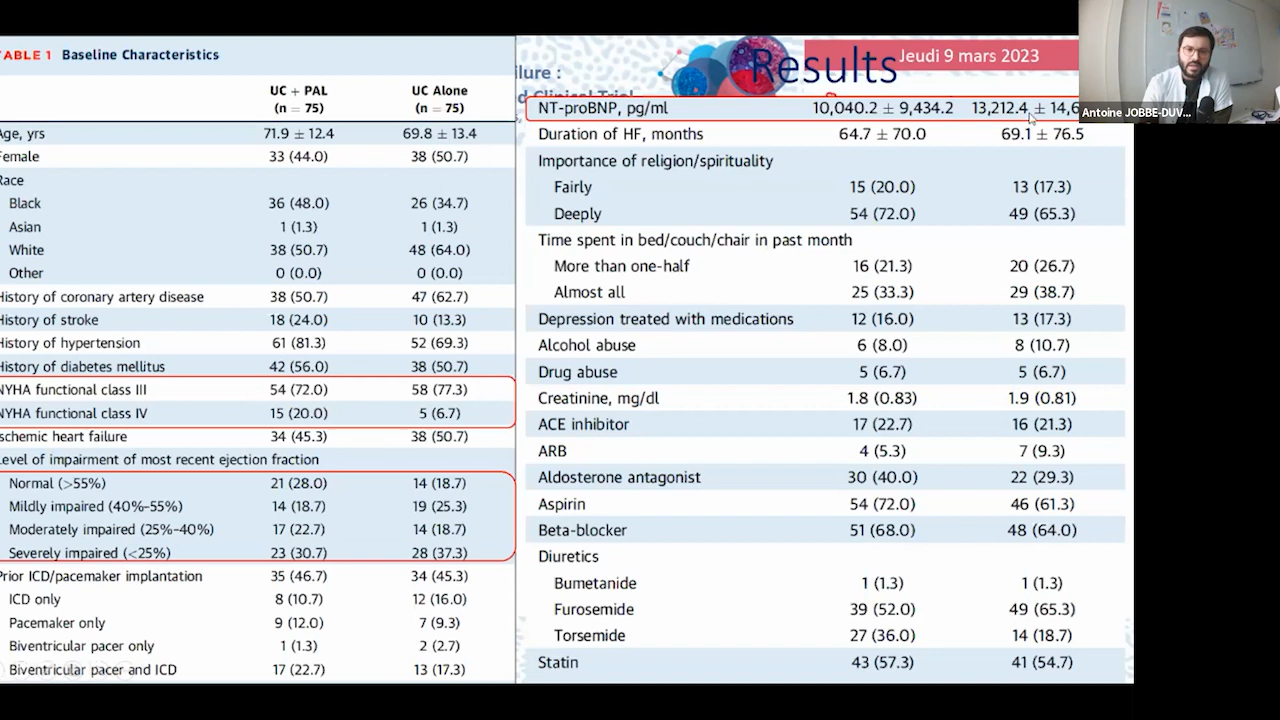 TABLE 1 Baseline Characteristics
UC + PAL (n = 75) UC Alone (n = 75)
Age, yrs 71.9 ± 12.4 69.8 ± 13.4
Female 33 (44.0) 38 (50.7)
Race
Black 36 (48.0) 26 (34.7)
Asian 1 (1.3) 1 (1.3)
White 38 (50.7) 48 (64.0)
Other 0 (0.0) 0 (0.0)
History of coronary artery disease 38 (50.7) 47 (62.7)
History of stroke 18 (24.0) 10 (13.3)
History of hypertension 61 (81.3) 52 (69.3)
History of diabetes mellitus 42 (56.0) 38 (50.7)
NYHA functional class III 54 (72.0) 58 (77.3)
NYHA functional class IV 15 (20.0) 5 (6.7)
Ischemic heart failure 34 (45.3) 38 (50.7)
Level of impairment of most recent ejection fraction
Normal (>55%) 21 (28.0) 14 (18.7)
Mildly impaired (40%-55%) 14 (18.7) 19 (25.3)
Moderately impaired (25%-40%) 17 (22.7) 14 (18.7)
Severely impaired (<25%) 23 (30.7) 28 (37.3)
Prior ICD/pacemaker implantation 35 (46.7) 34 (45.3)
ICD only 8 (10.7) 12 (16.0)
Pacemaker only 9 (12.0) 7 (9.3)
Biventricular pacer only 1 (1.3) 2 (2.7)
Biventricular pacer and ICD 17 (22.7) 13 (17.3)
Results
Jeudi 9 mars 2023
ilure :
NT-proBNP, pg/ml 10,040.2 ± 9,434.2 13,212.4 ± 14,6
Duration of HF, months 64.7 ± 70.0 69.1 ± 76.5
Importance of religion/spirituality
Fairly 15 (20.0) 13 (17.3)
Deeply 54 (72.0) 49 (65.3)
Time spent in bed/couch/chair in past month
More than one-half 16 (21.3) 20 (26.7)
Almost all 25 (33.3) 29 (38.7)
Depression treated with medications 12 (16.0) 13 (17.3)
Alcohol abuse 6 (8.0) 8 (10.7)
Drug abuse 5 (6.7) 5 (6.7)
Creatinine, mg/dl 1.8 (0.83) 1.9 (0.81)
ACE inhibitor 17 (22.7) 16 (21.3)
ARB 4 (5.3) 7 (9.3)
Aldosterone antagonist 30 (40.0) 22 (29.3)
Aspirin 54 (72.0) 46 (61.3)
Beta-blocker 51 (68.0) 48 (64.0)
Diuretics
Bumetanide 1 (1.3) 1 (1.3)
Furosemide 39 (52.0) 49 (65.3)
Torsemide 27 (36.0) 14 (18.7)
Statin 43 (57.3) 41 (54.7)
Antoine JOBBE-DUV...